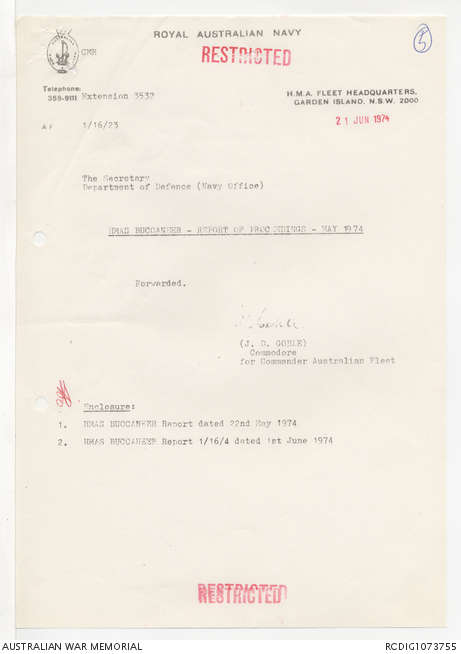 ROYAL AUSTRALIAN NAVY
RESTRICTED
5
GMH
Telephone:
359-9111 Extension 3532
H.M.A. FLEET HEADQUARTERS,
GARDEN ISLAND, N.S.W. 2000
21 JUN 1974
AF 1/16/23
The Secretary
Department of Defence (Navy Office)
HMAS BUCCANEER - REPORT OF PROCEEDINGS - MAY 1974
Forwarded.
(J. D. GOBLE)
Commodore
for Commander Australian Fleet
Enclosure:
1. HMAS BUCCANEER Report dated 22nd May 1974
2. HMAS BUCCANEER Report 1/16/4 dated 1st June 1974
RESTRICTED
AUSTRALIAN WAR MEMORIAL
RCDIG1073755